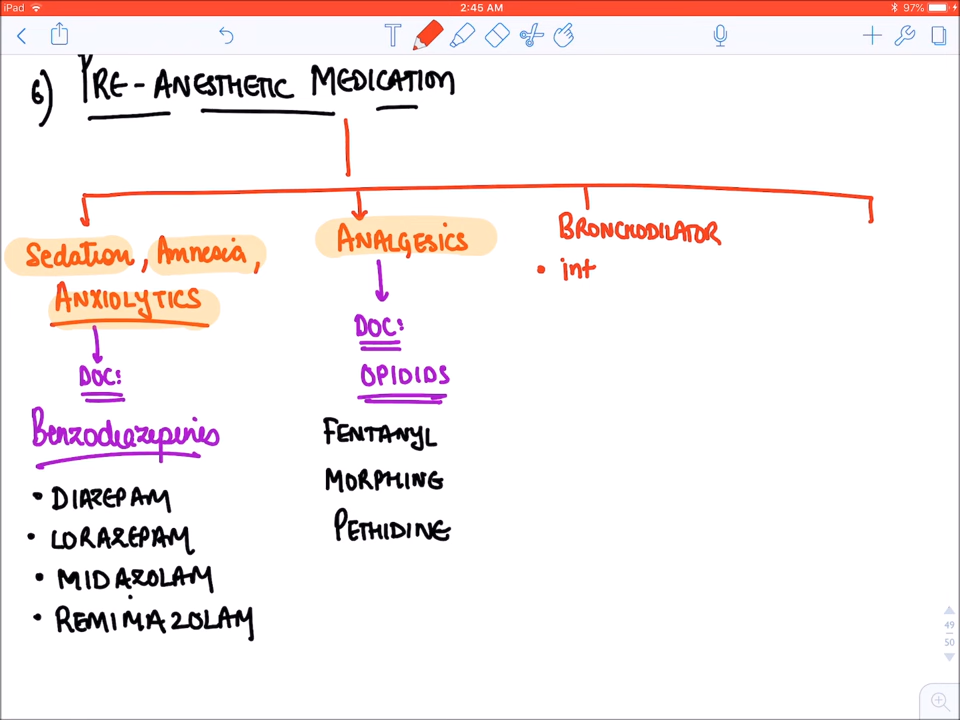 iPad
2:45 AM
97%
T
6) PRE-ANESTHETIC MEDICATION
Sedation, Amnesia,
ANXIOLYTICS
DOC:
Benzodiazepines
• DIAZEPAM
• LORAZEPAM
• MIDAZOLAM
• REMIMAZOLAM
ANALGESICS
DOC:
OPIOIDS
FENTANYL
MORPHINE
PETHIDINE
BRONCHODILATOR
• int
49
50